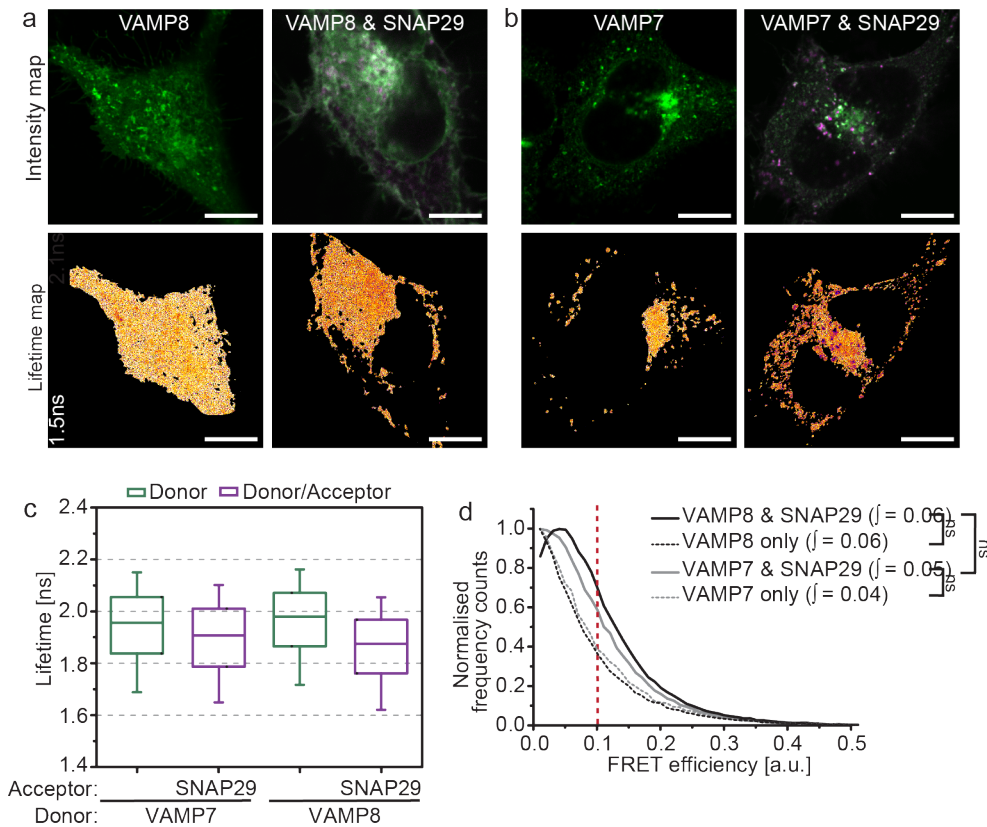 a
VAMP8
VAMP8 & SNAP29
b
VAMP7
VAMP7 & SNAP29
Intensity map
Lifetime map
2.1ns
1.5ns
c
Donor
Donor/Acceptor
Lifetime [ns]
2.4
2.2
2.0
1.8
1.6
1.4
Acceptor:
SNAP29
SNAP29
Donor:
VAMP7
VAMP8
d
VAMP8 & SNAP29 (∫ = 0.06)
VAMP8 only (∫ = 0.06)
VAMP7 & SNAP29 (∫ = 0.05)
VAMP7 only (∫ = 0.04)
ns
ns
ns
Normalised
frequency counts
1.0
0.8
0.6
0.4
0.2
0.0
0.0
0.1
0.2
0.3
0.4
0.5
FRET efficiency [a.u.]